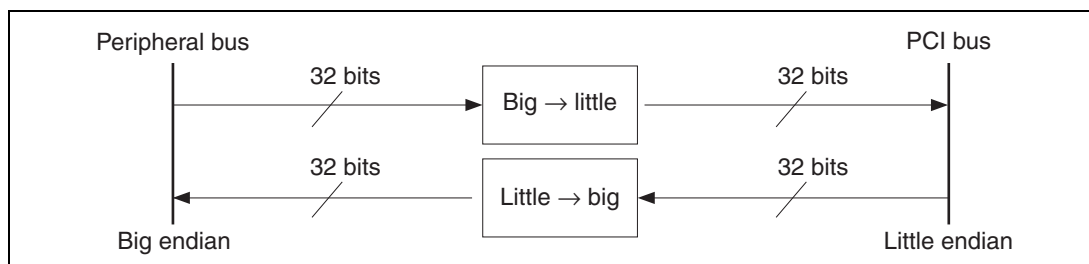 Peripheral bus
PCI bus
32 bits
Big → little
32 bits
32 bits
Little → big
32 bits
Big endian
Little endian